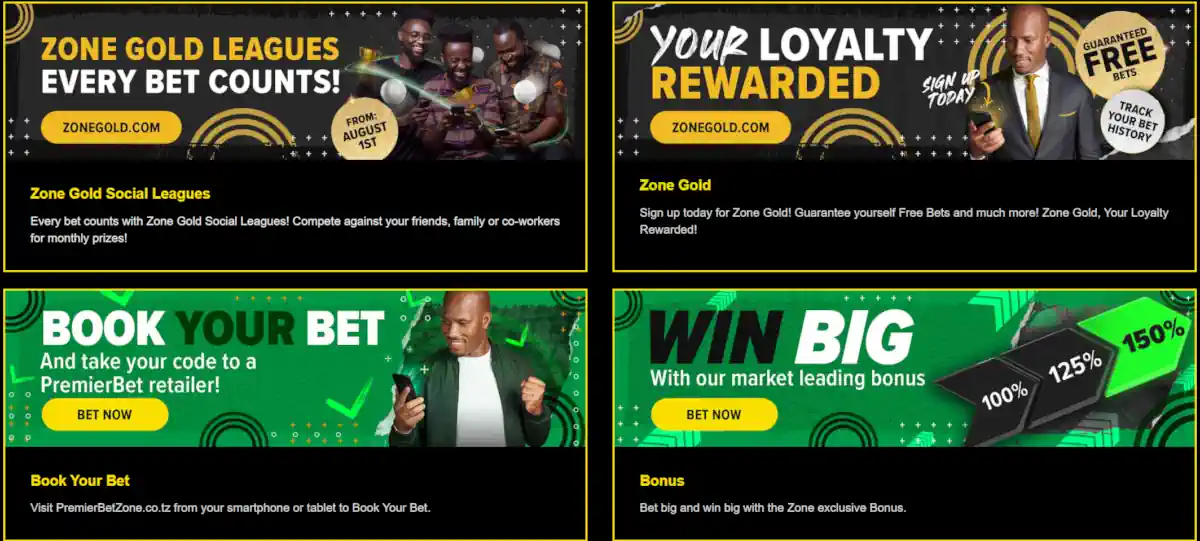 ZONE GOLD LEAGUES
EVERY BET COUNTS!
ZONEGOLD.COM
FROM:
AUGUST
1ST
Zone Gold Social Leagues
Every bet counts with Zone Gold Social Leagues! Compete against your friends, family or co-workers
for monthly prizes!
YOUR LOYALTY
REWARDED
ZONEGOLD.COM
SIGN UP
TODAY
GUARANTEED
FREE
BETS
TRACK
YOUR BET
HISTORY
Zone Gold
Sign up today for Zone Gold! Guarantee yourself Free Bets and much more! Zone Gold, Your Loyalty
Rewarded!
BOOK YOUR BET
And take your code to a
PremierBet retailer!
BET NOW
Book Your Bet
Visit PremierBetZone.co.tz from your smartphone or tablet to Book Your Bet.
WIN BIG
With our market leading bonus
BET NOW
100%
125%
150%
Bonus
Bet big and win big with the Zone exclusive Bonus.